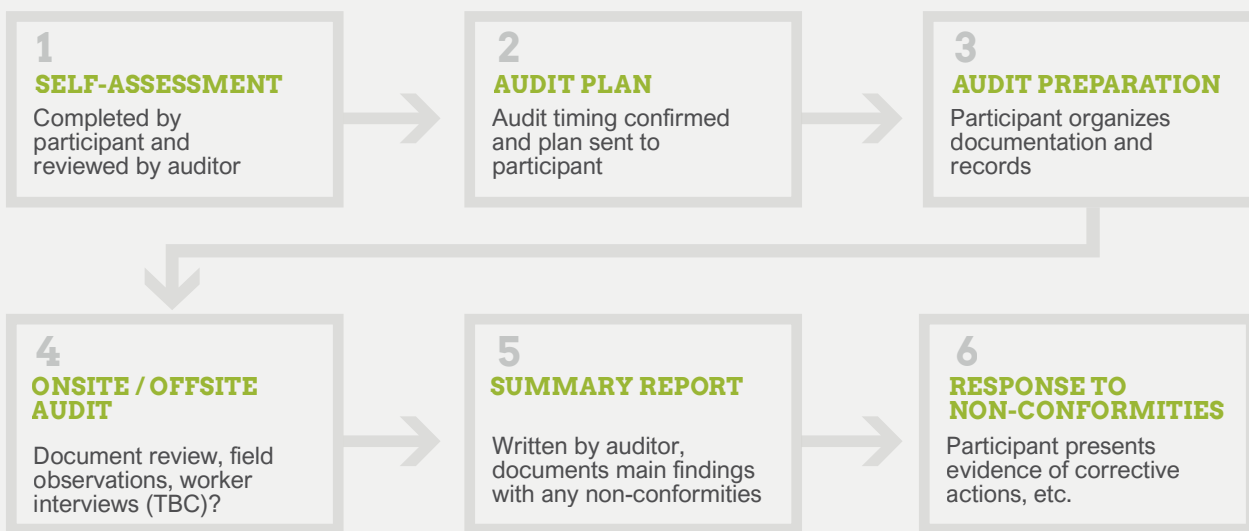 1
SELF-ASSESSMENT
Completed by
participant and
reviewed by auditor
2
AUDIT PLAN
Audit timing confirmed
and plan sent to
participant
3
AUDIT PREPARATION
Participant organizes
documentation and
records
4
ONSITE / OFFSITE
AUDIT
Document review, field
observations, worker
interviews (TBC)?
5
SUMMARY REPORT
Written by auditor,
documents main findings
with any non-conformities
6
RESPONSE TO
NON-CONFORMITIES
Participant presents
evidence of corrective
actions, etc.